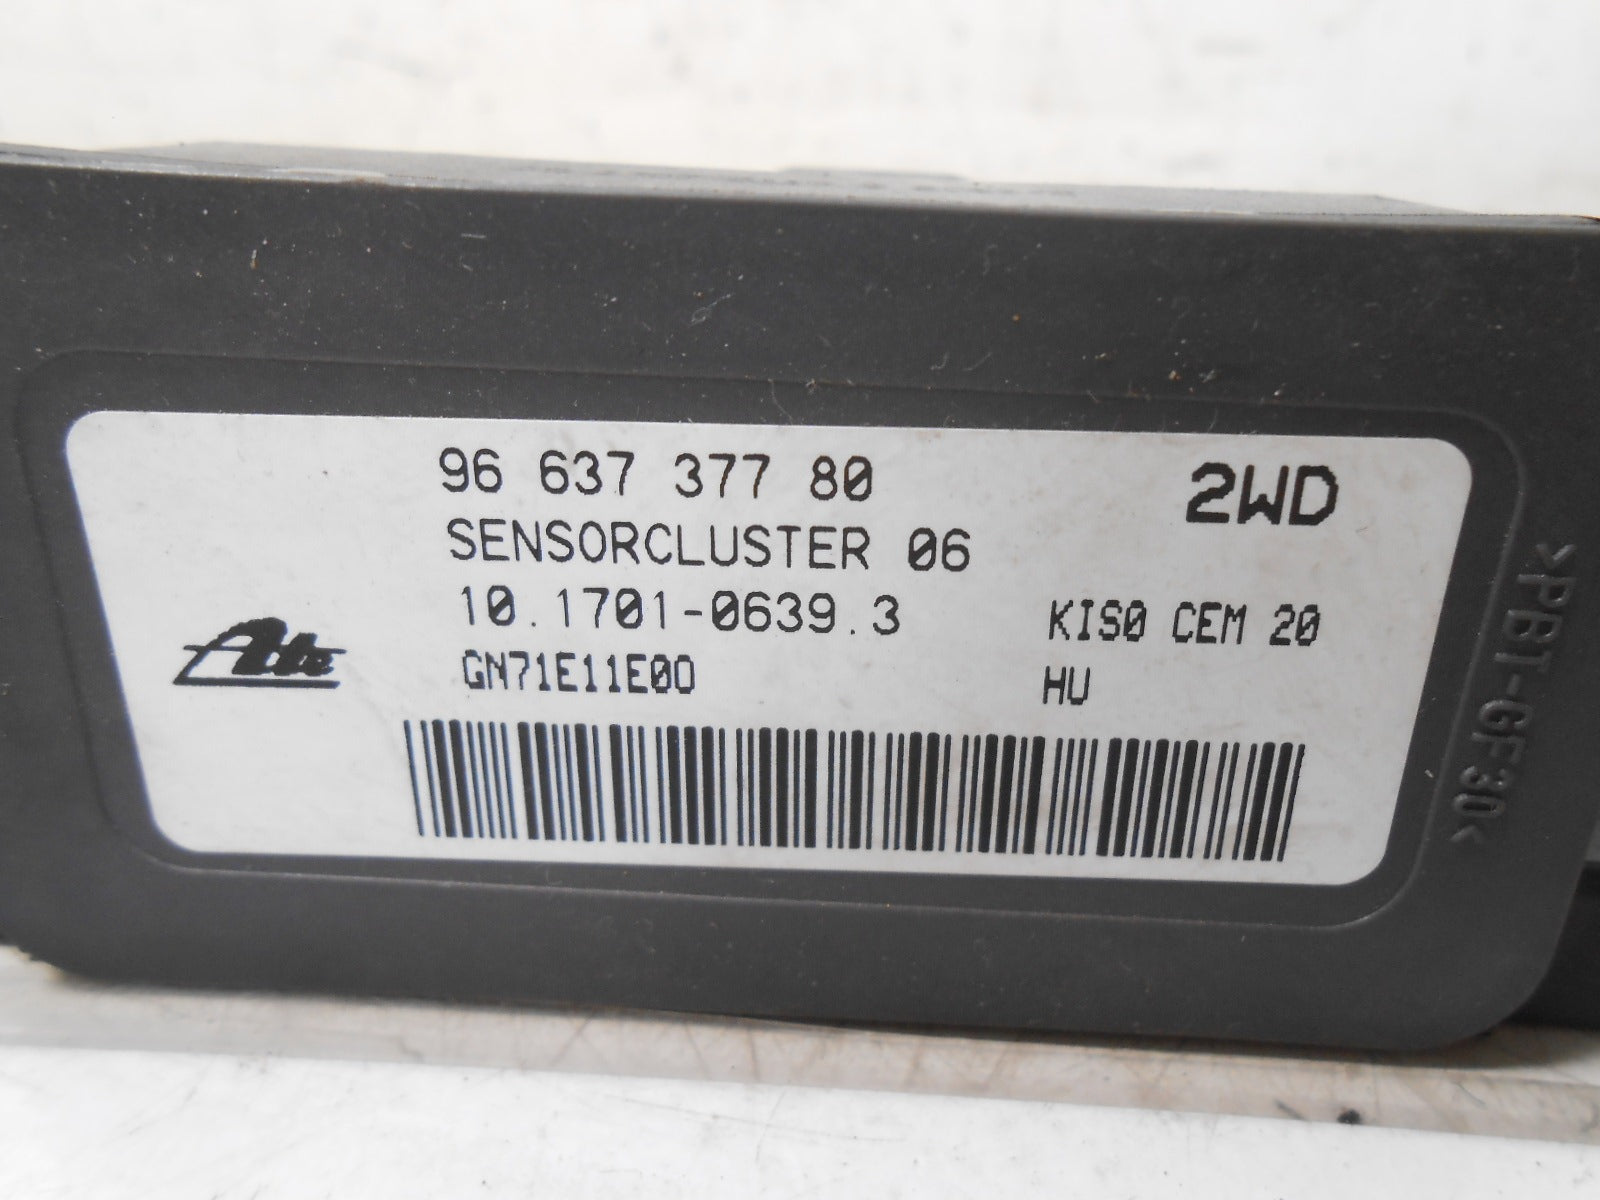 96 637 377 80
2WD
SENSORCLUSTER 06
10.1701-0639.3
KIS0 CEM 20
Ate
GN71E11E00
HU
>PBT-GF30<